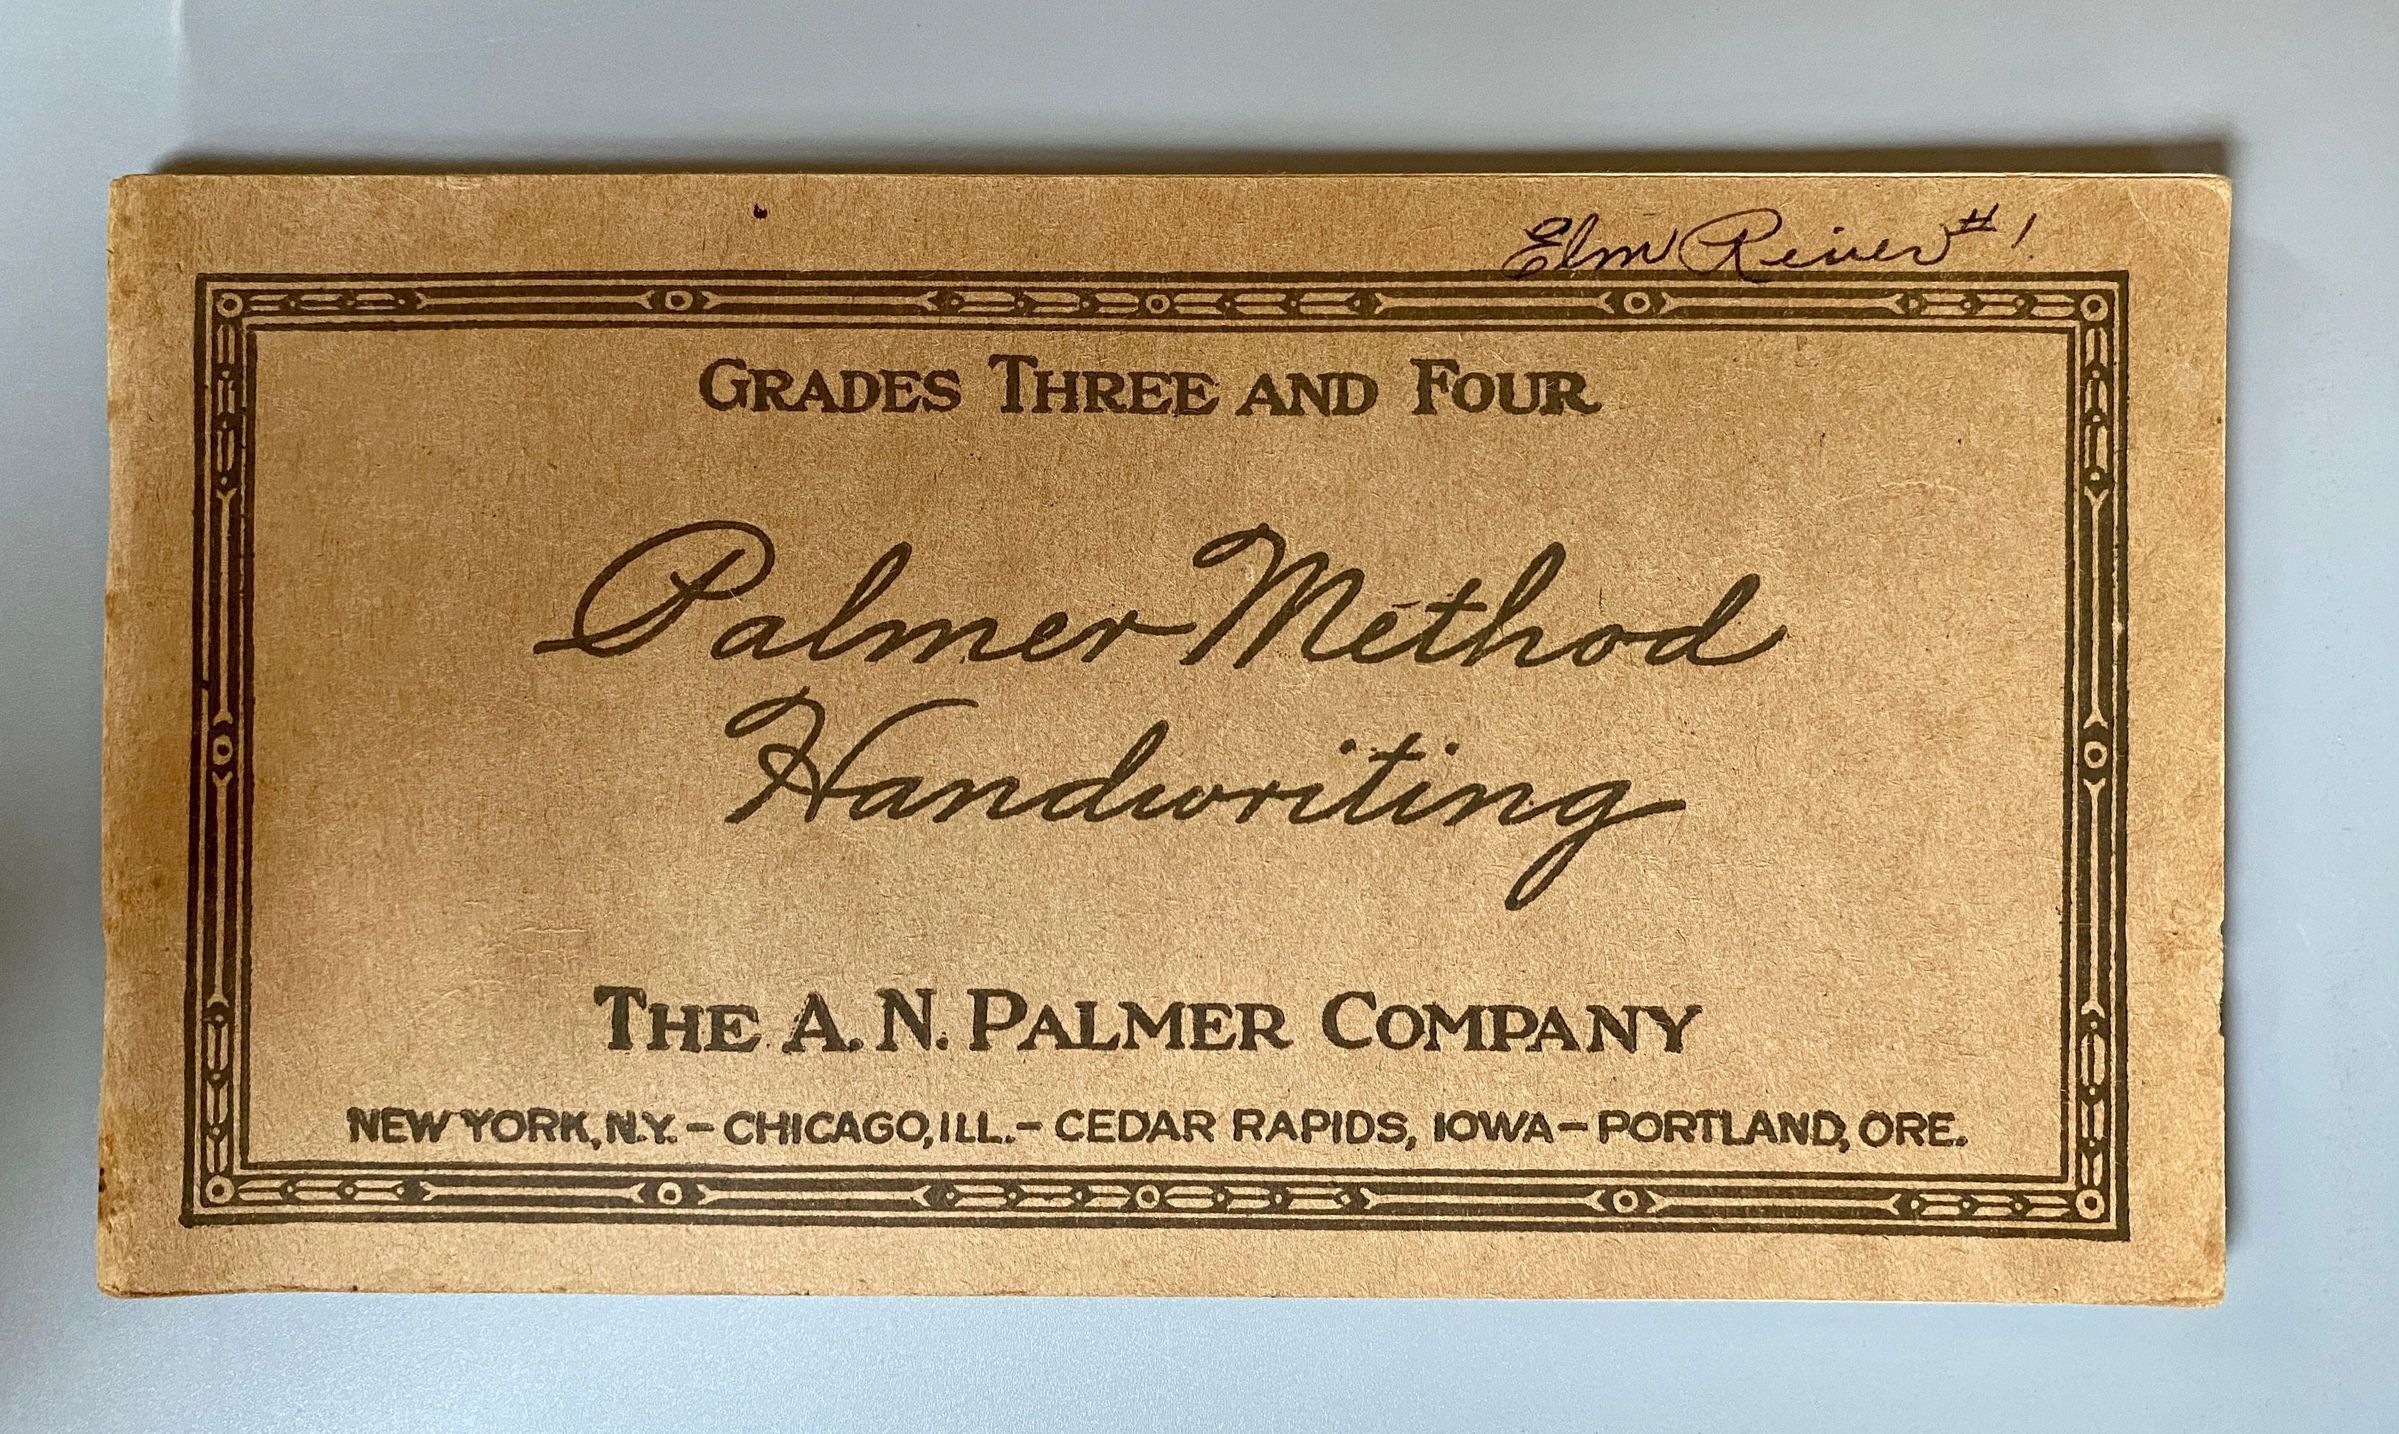 Elm River #1
GRADES THREE AND FOUR
Palmer Method
Handwriting
THE A. N. PALMER COMPANY
NEW YORK, N.Y. – CHICAGO, ILL. – CEDAR RAPIDS, IOWA – PORTLAND, ORE.